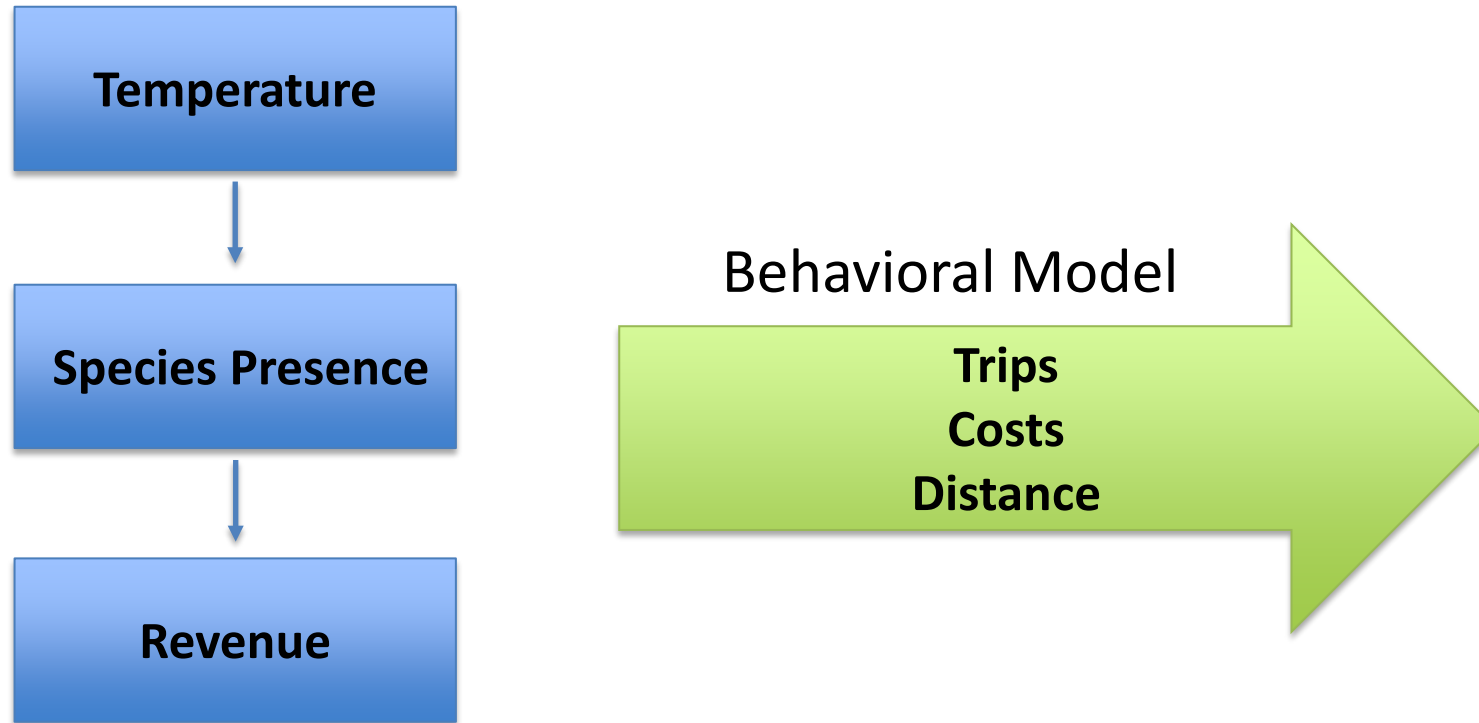 Temperature
Species Presence
Revenue
Behavioral Model
Trips
Costs
Distance